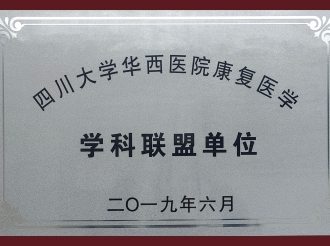 四川大学华西医院康复医学
学科联盟单位
二〇一九年六月